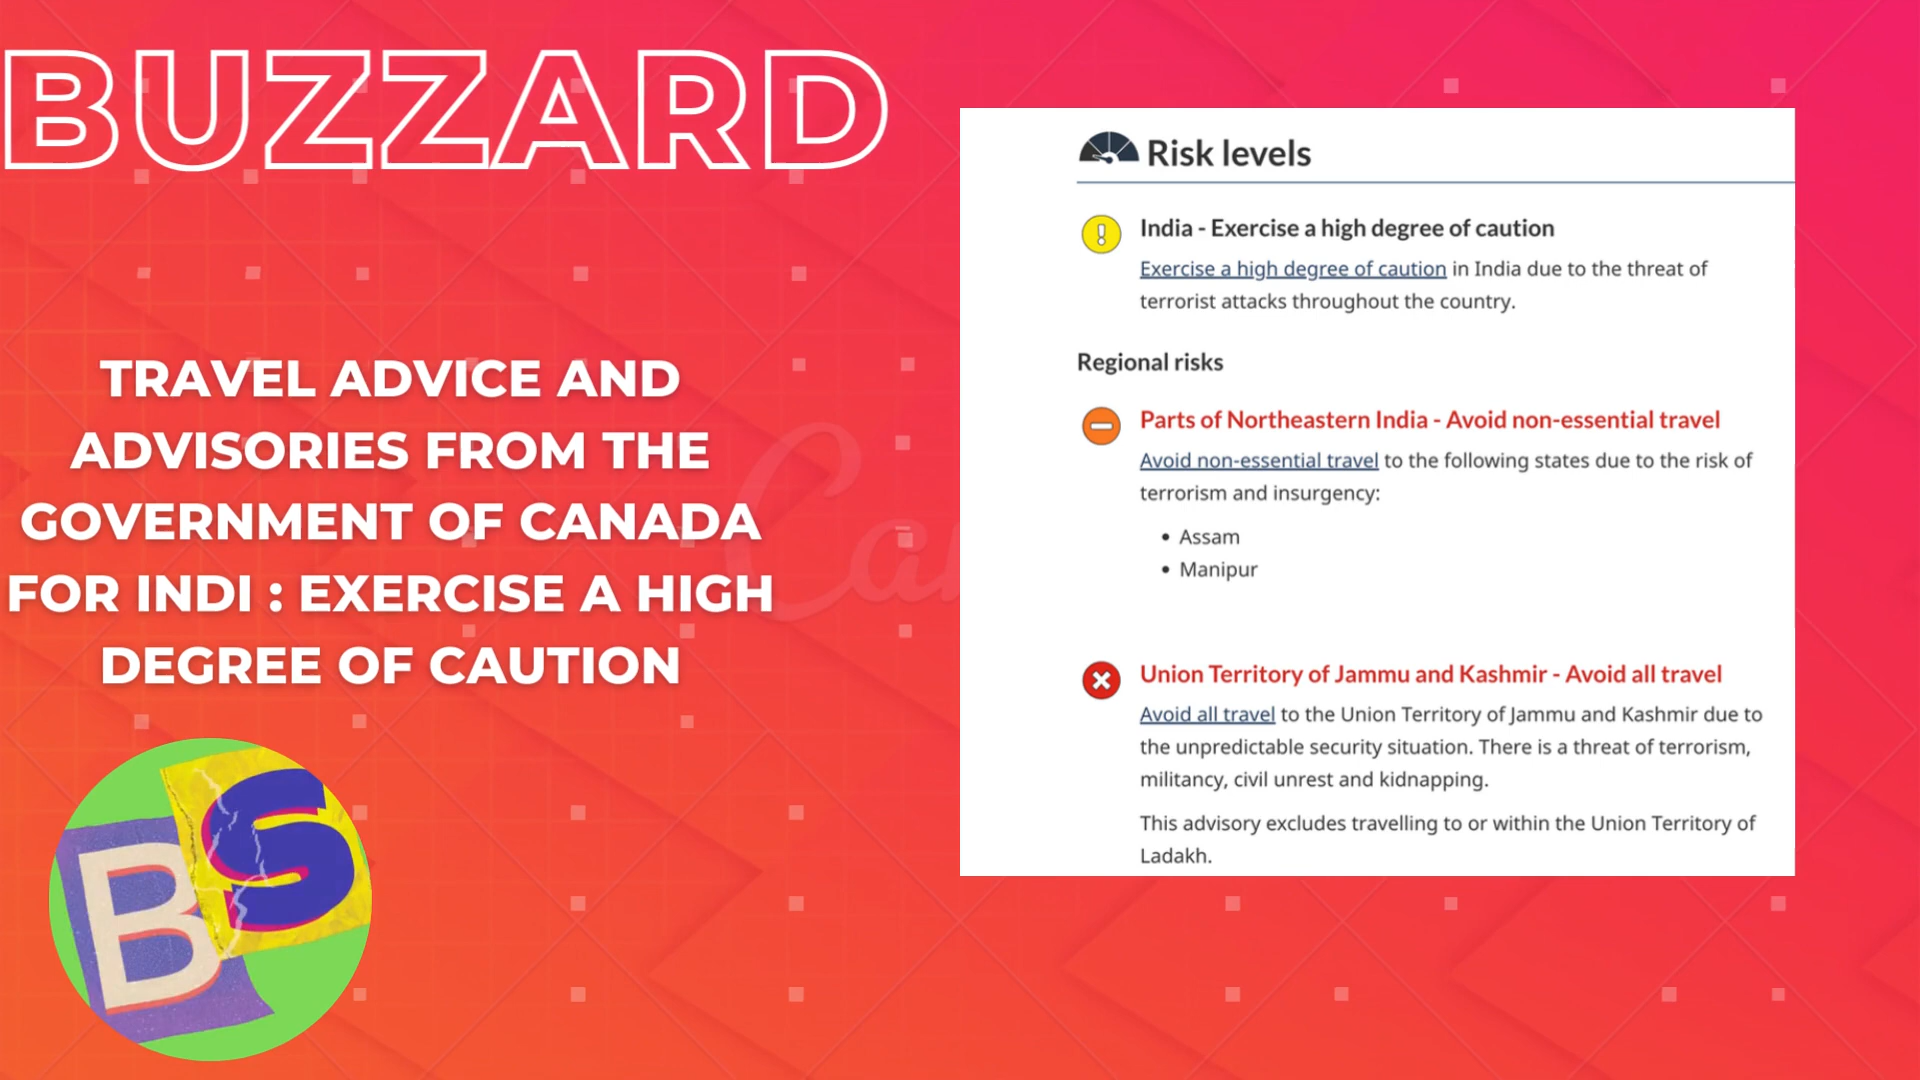 BUZZARD
TRAVEL ADVICE AND
ADVISORIES FROM THE
GOVERNMENT OF CANADA
FOR INDI : EXERCISE A HIGH
DEGREE OF CAUTION
BS
Risk levels
India - Exercise a high degree of caution
Exercise a high degree of caution in India due to the threat of
terrorist attacks throughout the country.
Regional risks
Parts of Northeastern India - Avoid non-essential travel
Avoid non-essential travel to the following states due to the risk of
terrorism and insurgency:
• Assam
• Manipur
Union Territory of Jammu and Kashmir - Avoid all travel
Avoid all travel to the Union Territory of Jammu and Kashmir due to
the unpredictable security situation. There is a threat of terrorism,
militancy, civil unrest and kidnapping.
This advisory excludes travelling to or within the Union Territory of
Ladakh.